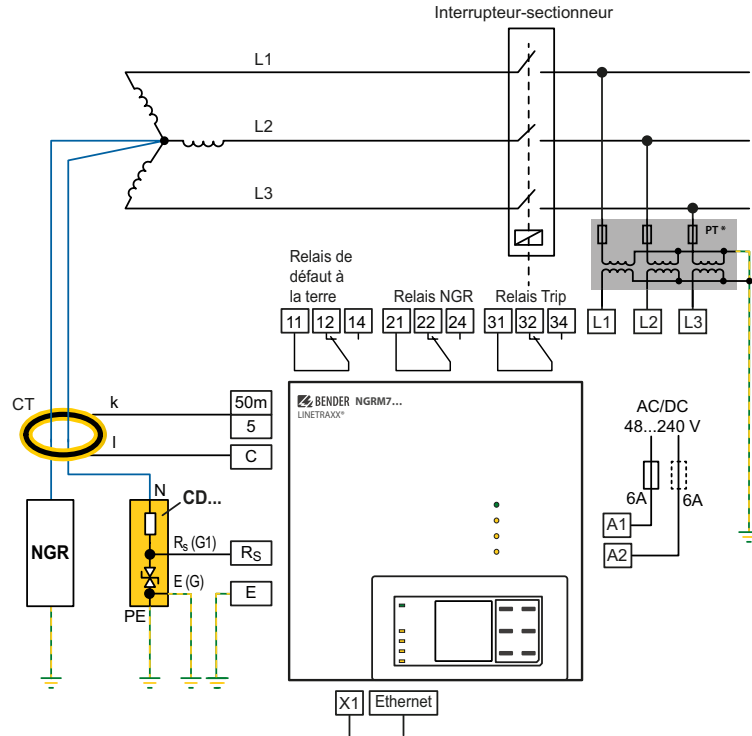 Interrupteur-sectionneur
L1
L2
L3
PT *
Relais de
défaut à
la terre
Relais NGR
Relais Trip
11 12 14
21 22 24
31 32 34
L1 L2 L3
CT
k
50m
5
l
C
BENDER NGRM7...
LINETRAXX®
AC/DC
48...240 V
6A
6A
A1
A2
N
CD...
NGR
Rs (G1)
RS
E (G)
E
PE
X1
Ethernet